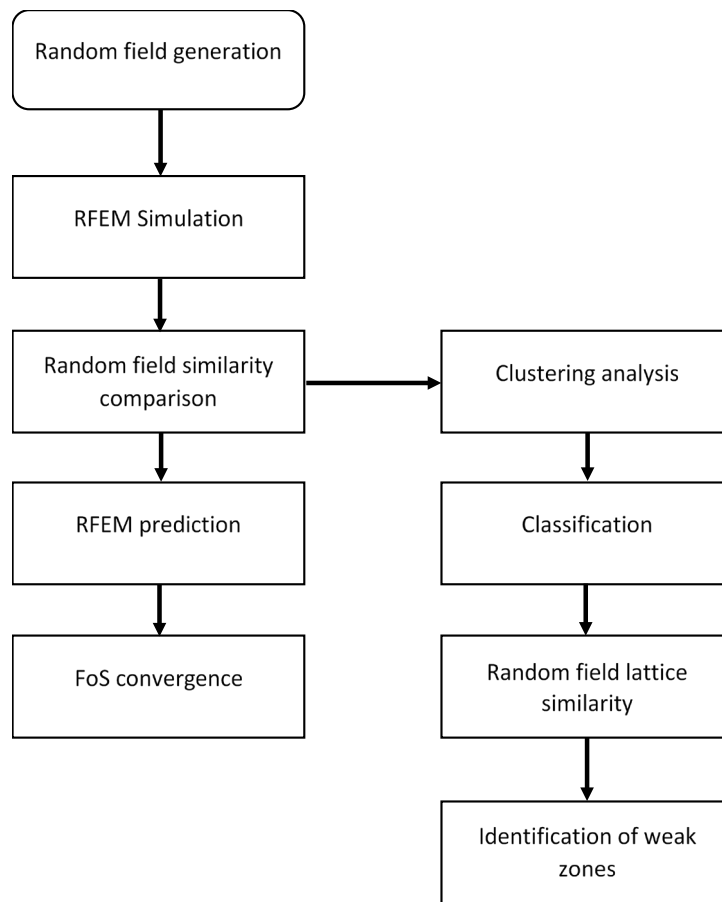 Random field generation
RFEM Simulation
Random field similarity
comparison
RFEM prediction
FoS convergence
Clustering analysis
Classification
Random field lattice
similarity
Identification of weak
zones